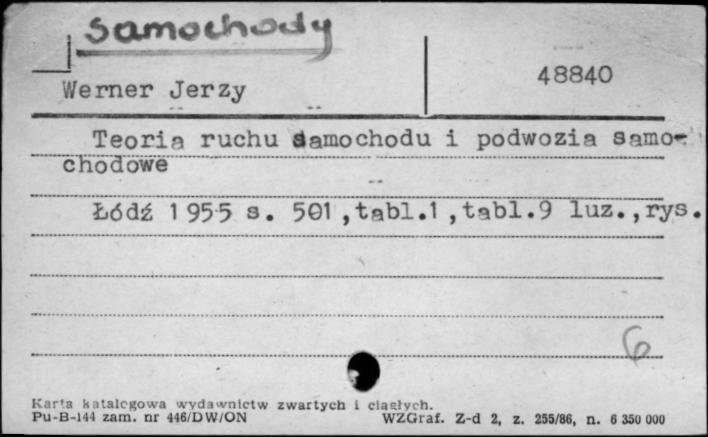 samochody
Werner Jerzy
48840
Teoria ruchu samochodu i podwozia samo-
chodowe
Łódź 1955 s. 501,tabl.1,tabl.9 luz.,rys.
6
Karta katalogowa wydawnictw zwartych i ciągłych.
Pu-B-144 zam. nr 446/DW/ON WZGraf. Z-d 2, z. 255/86, n. 6 350 000